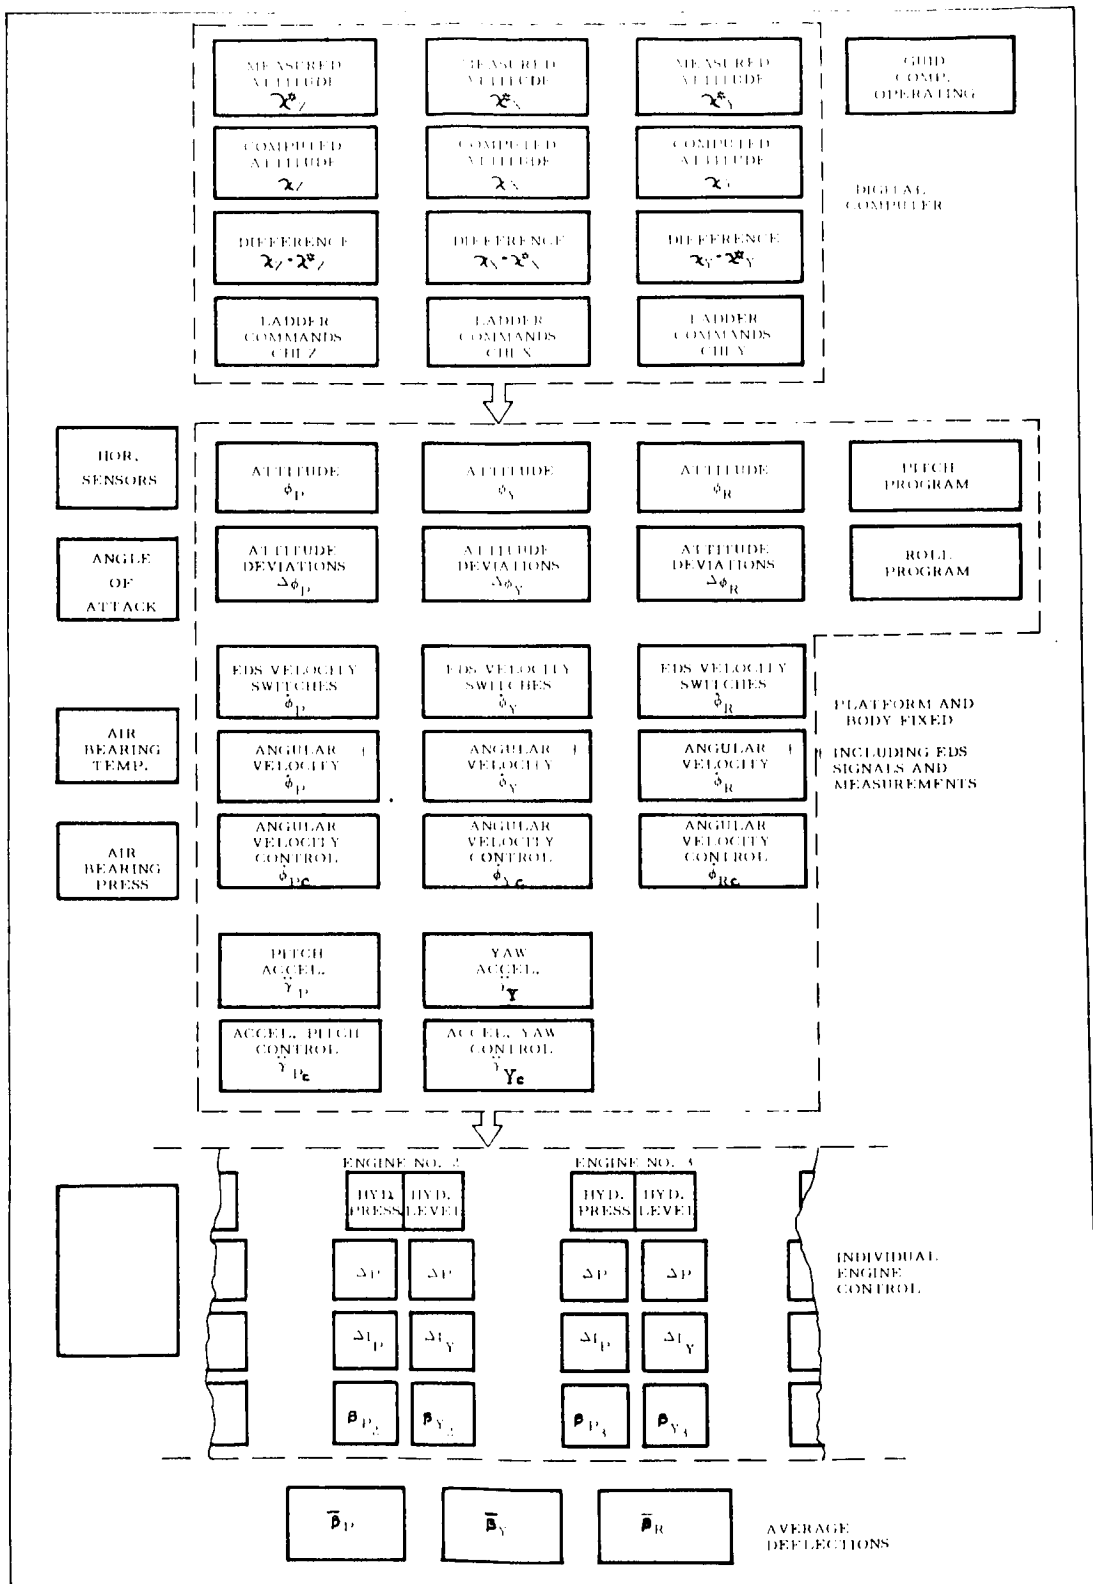 MEASURED ATTITUDE χ*Z
MEASURED ATTITUDE χ*X
MEASURED ATTITUDE χ*Y
GUID COMP. OPERATING
COMPUTED ATTITUDE χZ
COMPUTED ATTITUDE χX
COMPUTED ATTITUDE χY
DIGITAL COMPUTER
DIFFERENCE χZ - χ*Z
DIFFERENCE χX - χ*X
DIFFERENCE χY - χ*Y
LADDER COMMANDS CHI Z
LADDER COMMANDS CHI X
LADDER COMMANDS CHI Y
HOR. SENSORS
ATTITUDE ϕP
ATTITUDE ϕY
ATTITUDE ϕR
PITCH PROGRAM
ANGLE OF ATTACK
ATTITUDE DEVIATIONS ΔϕP
ATTITUDE DEVIATIONS ΔϕY
ATTITUDE DEVIATIONS ΔϕR
ROLL PROGRAM
EDS VELOCITY SWITCHES ϕ̇P
EDS VELOCITY SWITCHES ϕ̇Y
EDS VELOCITY SWITCHES ϕ̇R
PLATFORM AND BODY FIXED
INCLUDING EDS SIGNALS AND MEASUREMENTS
AIR BEARING TEMP.
ANGULAR VELOCITY ϕ̇P
ANGULAR VELOCITY ϕ̇Y
ANGULAR VELOCITY ϕ̇R
AIR BEARING PRESS
ANGULAR VELOCITY CONTROL ϕ̇Pc
ANGULAR VELOCITY CONTROL ϕ̇Yc
ANGULAR VELOCITY CONTROL ϕ̇Rc
PITCH ACCEL. γ̈P
YAW ACCEL. γ̈Y
ACCEL. PITCH CONTROL γ̈Pc
ACCEL. YAW CONTROL γ̈Yc
ENGINE NO. 2
ENGINE NO. 3
HYD. PRESS
HYD. LEVEL
HYD. PRESS
HYD. LEVEL
INDIVIDUAL ENGINE CONTROL
ΔP
ΔP
ΔP
ΔP
ΔIP
ΔIY
ΔIP
ΔIY
βP2
βY2
βP3
βY3
β̄P
β̄Y
β̄R
AVERAGE DEFLECTIONS